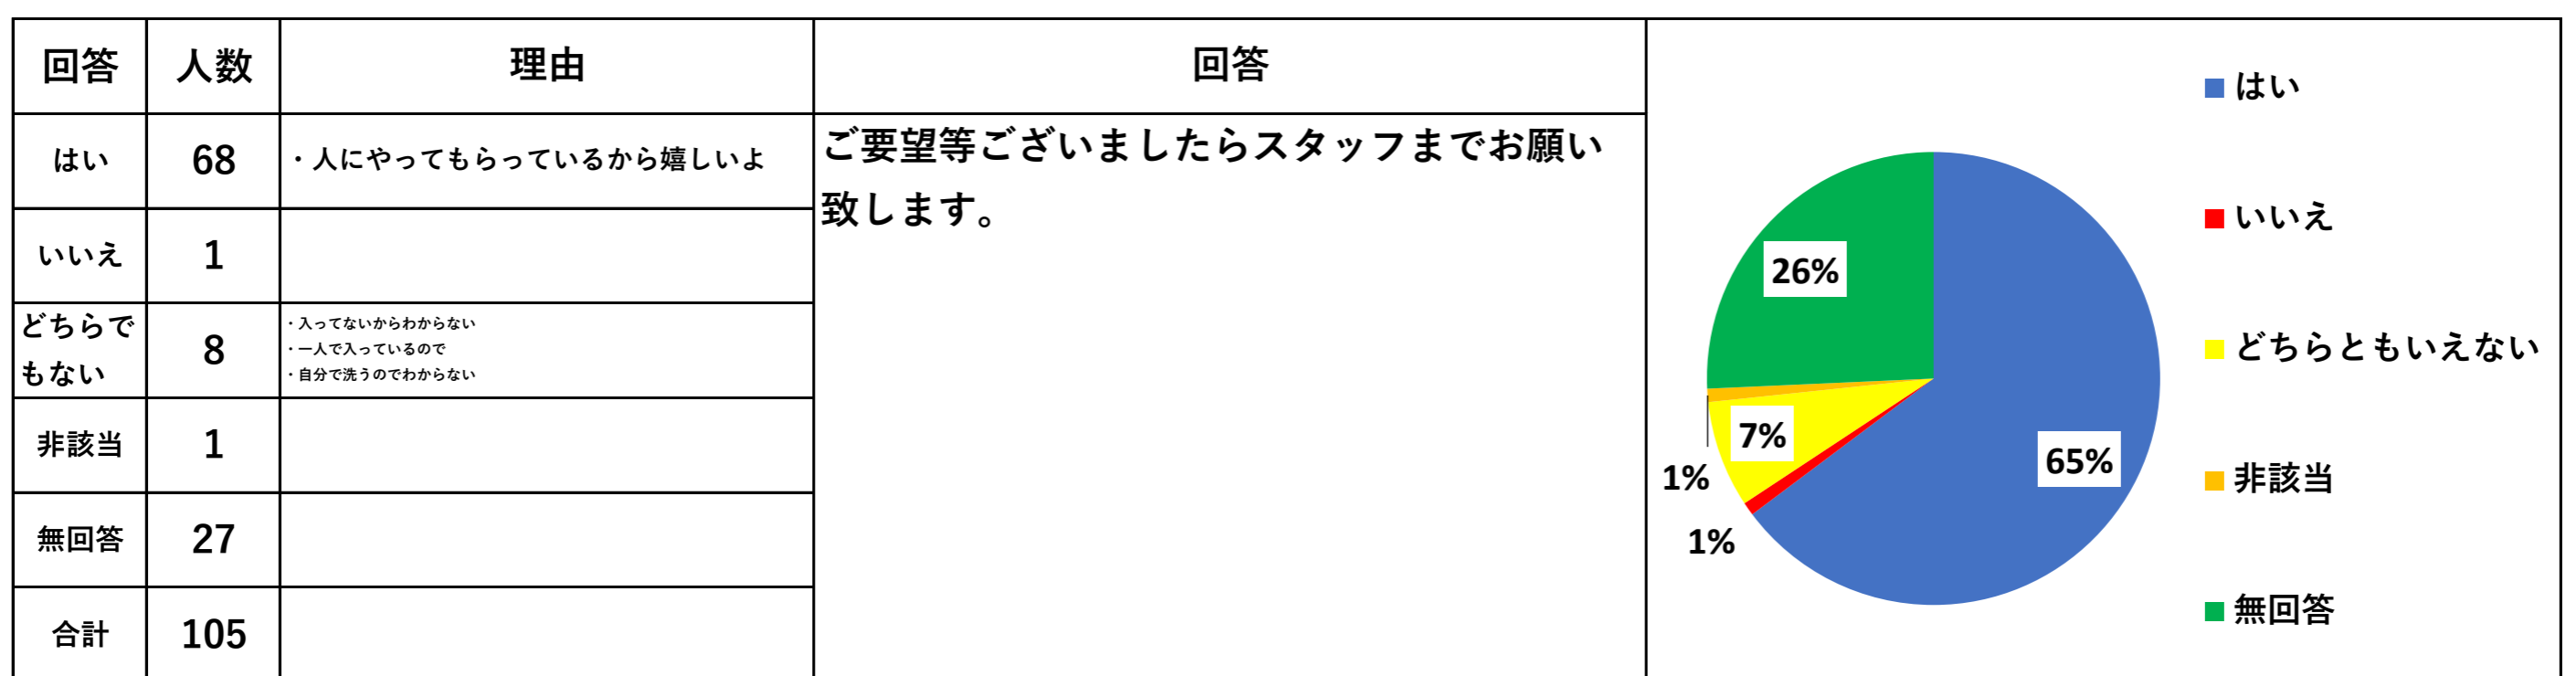 回答 人数 理由 回答
はい 68 ・人にやってもらっているから嬉しいよ
ご要望等ございましたらスタッフまでお願い
致します。
いいえ 1
どちらで
もない 8
・入ってないからわからない
・一人で入っているので
・自分で洗うのでわからない
非該当 1
無回答 27
合計 105
26%
7%
65%
1%
1%
はい
いいえ
どちらともいえない
非該当
無回答